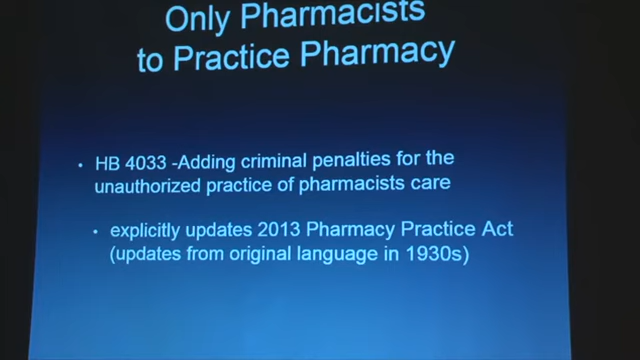 Only Pharmacists
to Practice Pharmacy
• HB 4033 -Adding criminal penalties for the
unauthorized practice of pharmacists care
• explicitly updates 2013 Pharmacy Practice Act
(updates from original language in 1930s)